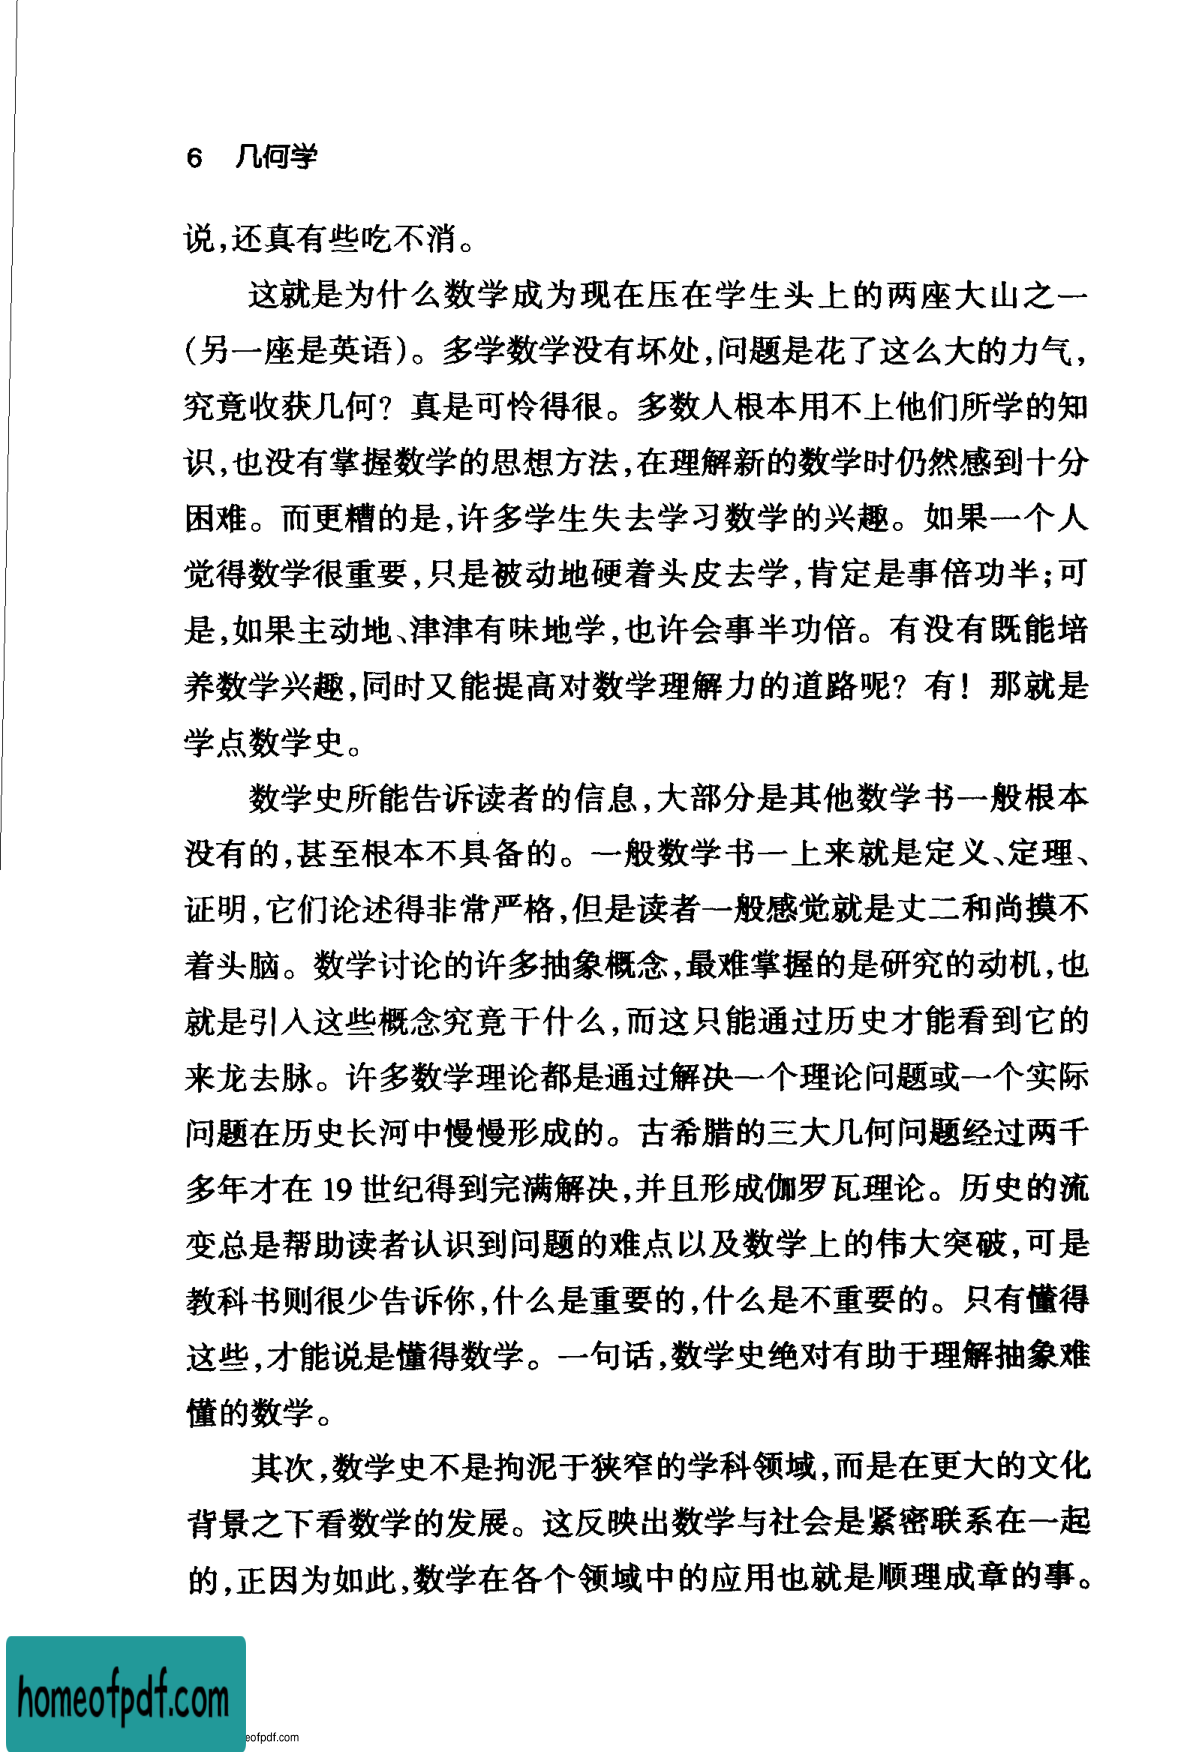 6 几何学
说,还真有些吃不消。
这就是为什么数学成为现在压在学生头上的两座大山之一
(另一座是英语)。多学数学没有坏处,问题是花了这么大的力气,
究竟收获几何?真是可怜得很。多数人根本用不上他们所学的知
识,也没有掌握数学的思想方法,在理解新的数学时仍然感到十分
困难。而更糟的是,许多学生失去学习数学的兴趣。如果一个人
觉得数学很重要,只是被动地硬着头皮去学,肯定是事倍功半;可
是,如果主动地、津津有味地学,也许会事半功倍。有没有既能培
养数学兴趣,同时又能提高对数学理解力的道路呢?有!那就是
学点数学史。
数学史所能告诉读者的信息,大部分是其他数学书一般根本
没有的,甚至根本不具备的。一般数学书一上来就是定义、定理、
证明,它们论述得非常严格,但是读者一般感觉就是丈二和尚摸不
着头脑。数学讨论的许多抽象概念,最难掌握的是研究的动机,也
就是引入这些概念究竟干什么,而这只能通过历史才能看到它的
来龙去脉。许多数学理论都是通过解决一个理论问题或一个实际
问题在历史长河中慢慢形成的。古希腊的三大几何问题经过两千
多年才在 19 世纪得到完满解决,并且形成伽罗瓦理论。历史的流
变总是帮助读者认识到问题的难点以及数学上的伟大突破,可是
教科书则很少告诉你,什么是重要的,什么是不重要的。只有懂得
这些,才能说是懂得数学。一句话,数学史绝对有助于理解抽象难
懂的数学。
其次,数学史不是拘泥于狭窄的学科领域,而是在更大的文化
背景之下看数学的发展。这反映出数学与社会是紧密联系在一起
的,正因为如此,数学在各个领域中的应用也就是顺理成章的事。
homeofpdf.com
eofpdf.com